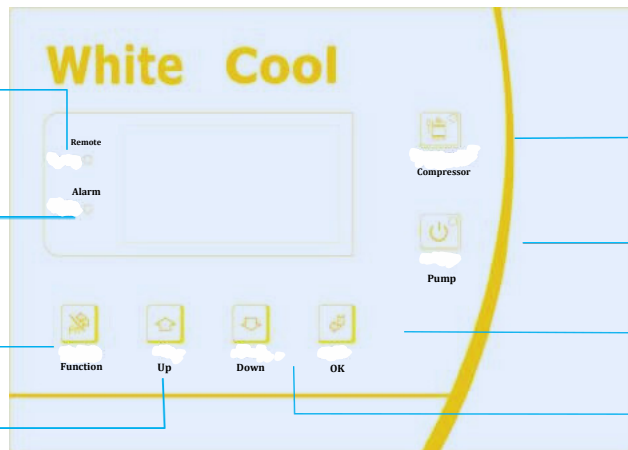 White Cool
Remote
Alarm
Compressor
Pump
Function Up Down OK